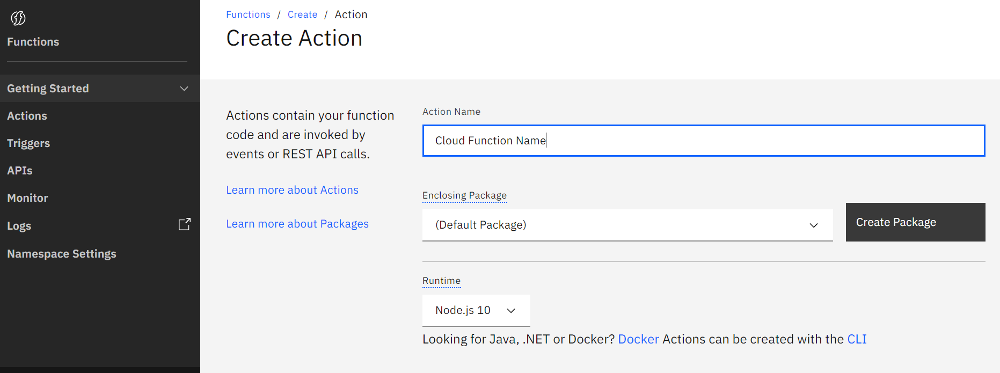 Functions
Getting Started
Actions
Triggers
APIs
Monitor
Logs
Namespace Settings
Functions / Create / Action
Create Action
Actions contain your function
code and are invoked by
events or REST API calls.
Learn more about Actions
Learn more about Packages
Action Name
Cloud Function Name
Enclosing Package
(Default Package)
Create Package
Runtime
Node.js 10
Looking for Java, .NET or Docker? Docker Actions can be created with the CLI